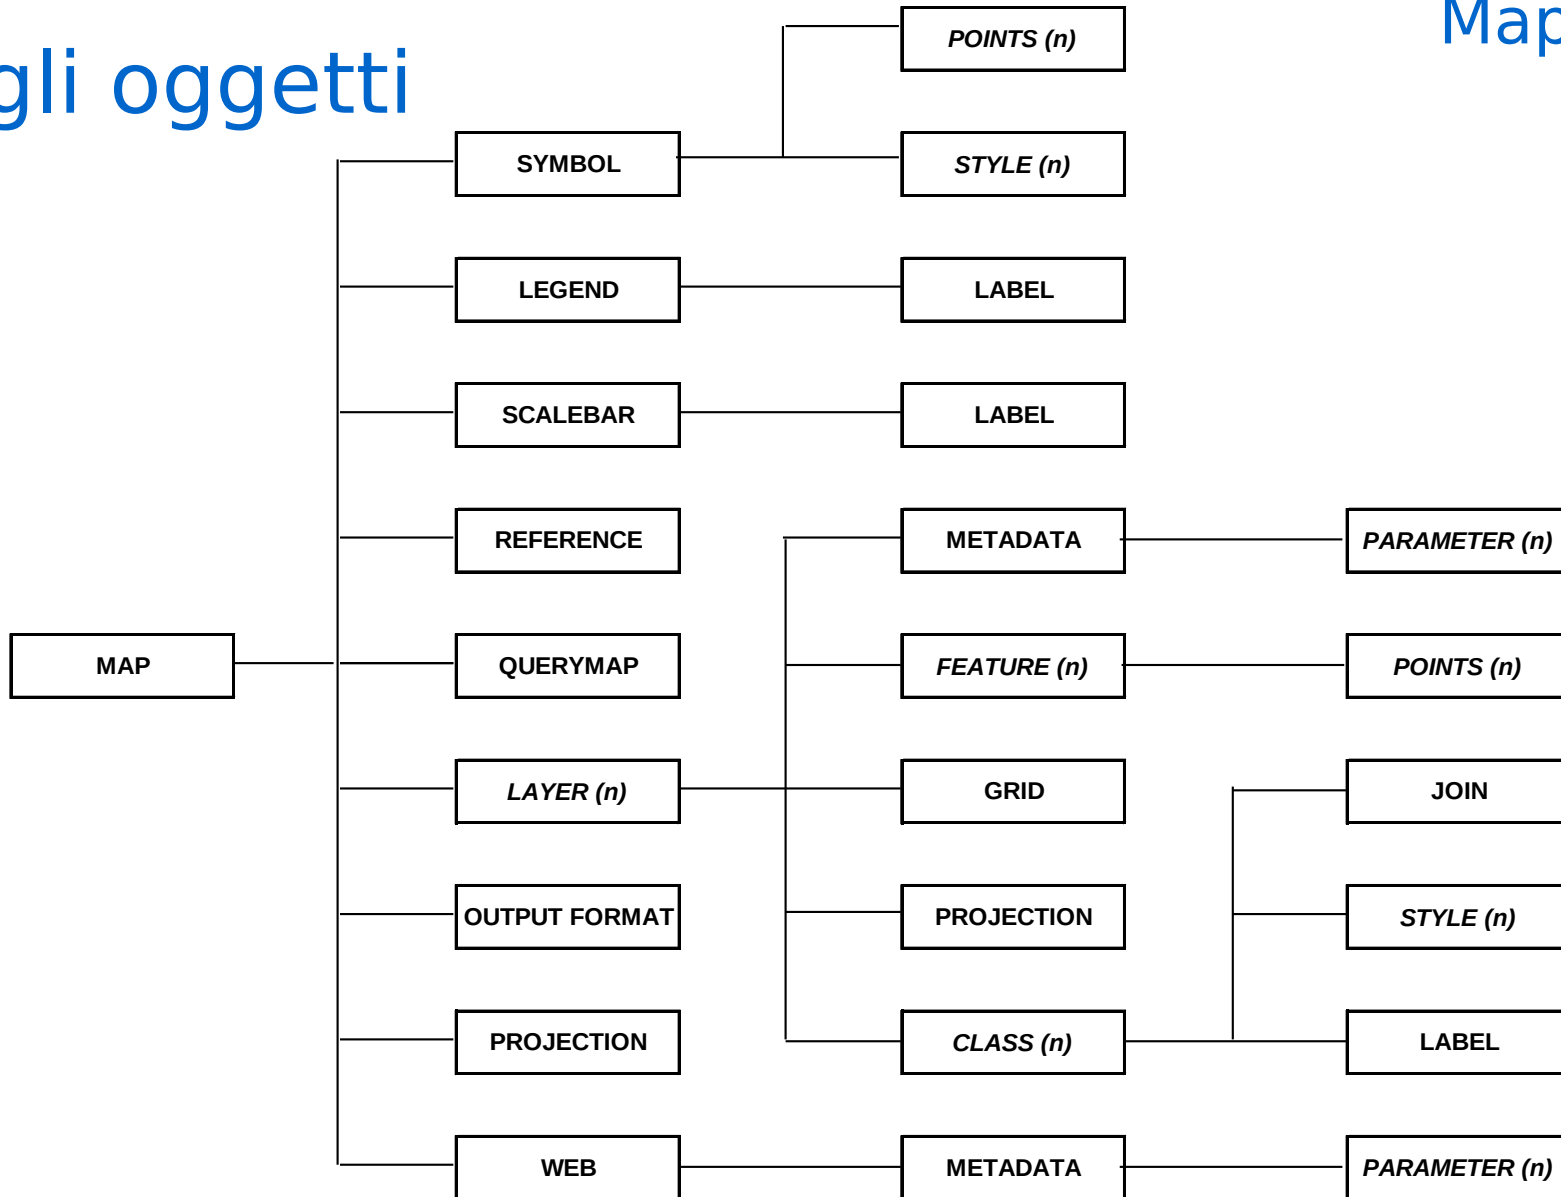 Map
gli oggetti
POINTS (n)
SYMBOL
STYLE (n)
LEGEND
LABEL
SCALEBAR
LABEL
REFERENCE
METADATA
PARAMETER (n)
MAP
QUERYMAP
FEATURE (n)
POINTS (n)
LAYER (n)
GRID
JOIN
OUTPUT FORMAT
PROJECTION
STYLE (n)
PROJECTION
CLASS (n)
LABEL
WEB
METADATA
PARAMETER (n)